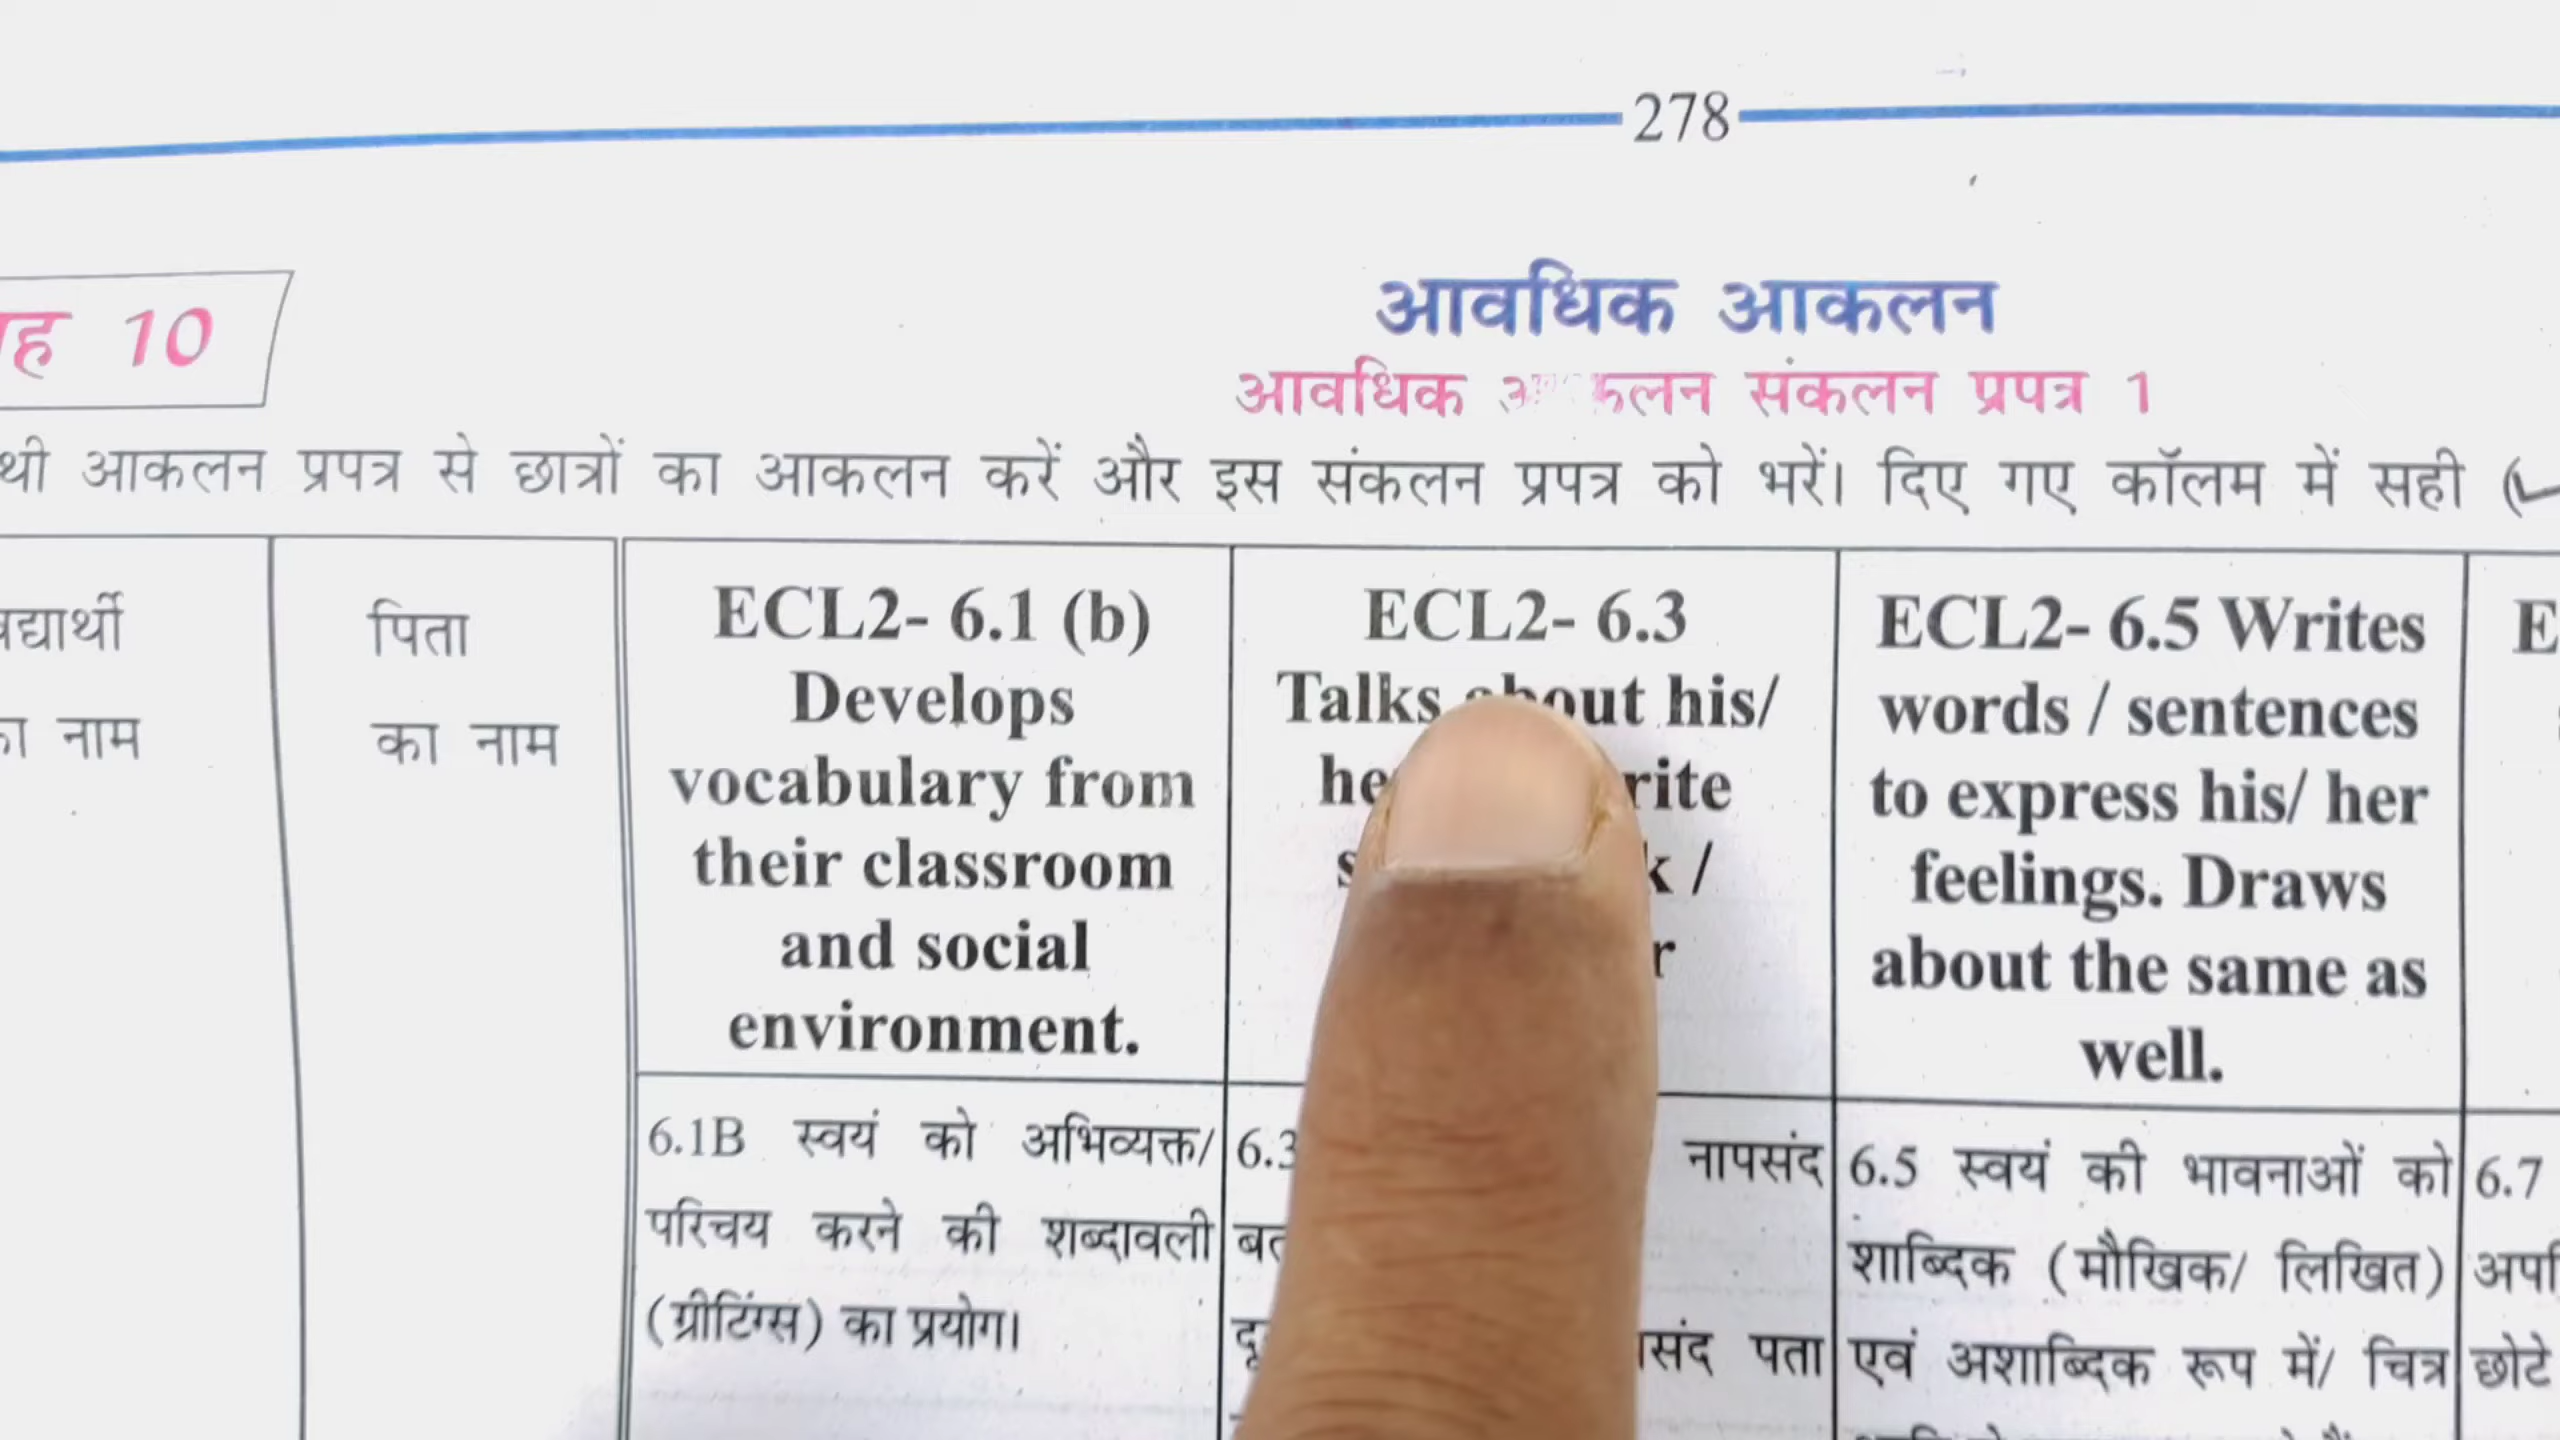 278
10
आवधिक आकलन
आवधिक संकलन प्रपत्र 1
आकलन प्रपत्र से छात्रों का आकलन करें और इस संकलन प्रपत्र को भरें। दिए गए कॉलम में सही (✓
का नाम
पिता
का नाम
ECL2- 6.1 (b)
Develops
vocabulary from
their classroom
and social
environment.
ECL2- 6.3
Talks about his/
/
ECL2- 6.5 Writes
words / sentences
to express his/ her
feelings. Draws
about the same as
well.
6.1B स्वयं को अभिव्यक्त/
परिचय करने की शब्दावली
(ग्रीटिंग्स) का प्रयोग।
नापसंद
पता
6.5 स्वयं की भावनाओं को
शाब्दिक (मौखिक/ लिखित)
एवं अशाब्दिक रूप में/ चित्र
6.7
छोटे